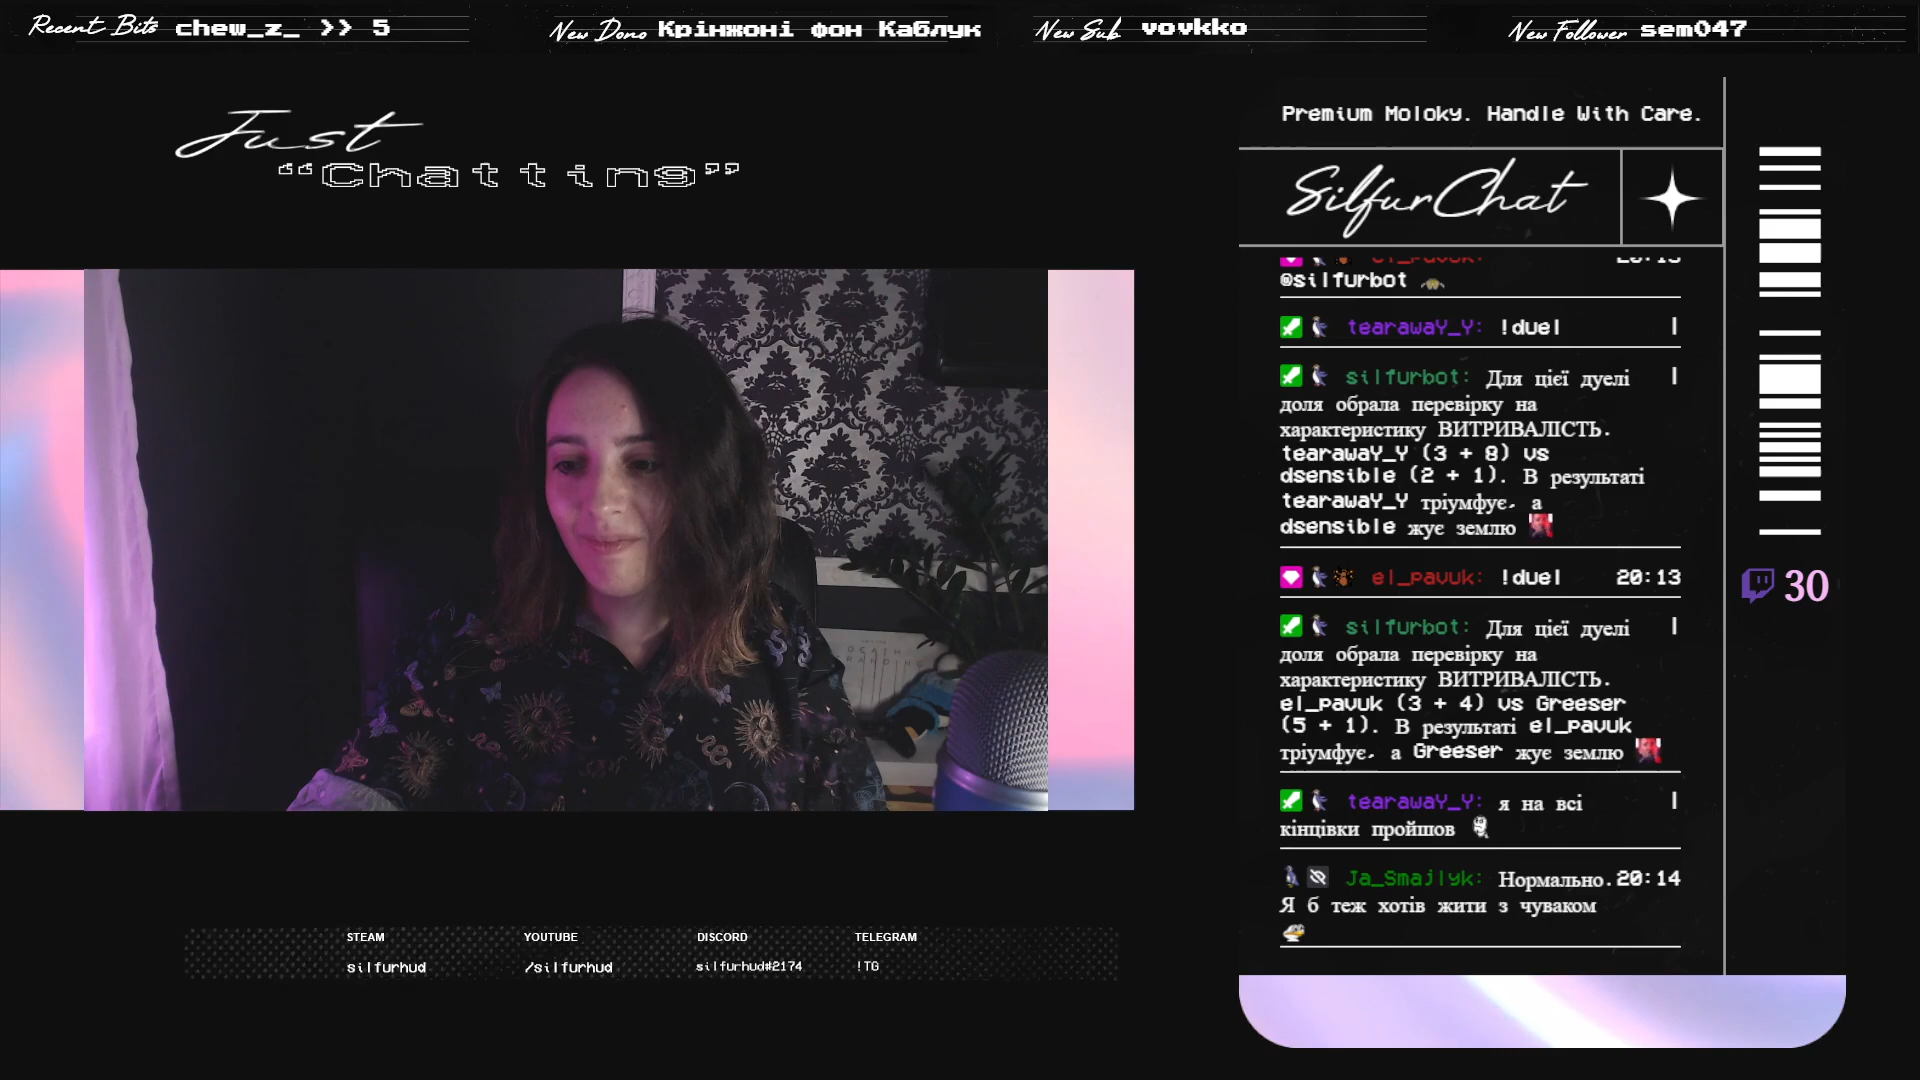 Recent Bits chew_z_ >> 5
New Dono Крінжоні фон Каблук
New Sub vovkko
New Follower sem047
Just
“Chatting”
Premium Moloky. Handle With Care.
SilfurChat
el_pavuk: 20:13
@silfurbot
tearawaY_Y: !duel
silfurbot: Для цієї дуелі
доля обрала перевірку на
характеристику ВИТРИВАЛІСТЬ.
tearawaY_Y (3 + 8) vs
dsensible (2 + 1). В результаті
tearawaY_Y тріумфує, а
dsensible жує землю
el_pavuk: !duel 20:13
silfurbot: Для цієї дуелі
доля обрала перевірку на
характеристику ВИТРИВАЛІСТЬ.
el_pavuk (3 + 4) vs Greeser
(5 + 1). В результаті el_pavuk
тріумфує, а Greeser жує землю
tearawaY_Y: я на всі
кінцівки пройшов
Ja_Smajlyk: Нормально. 20:14
Я б теж хотів жити з чуваком
30
DEATH
STEAM
silfurhud
YOUTUBE
/silfurhud
DISCORD
silfurhud#2174
TELEGRAM
!TG